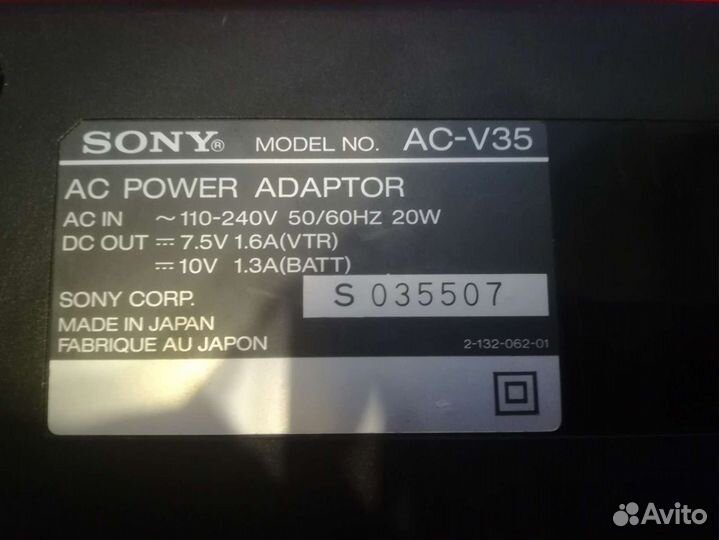 SONY® MODEL NO. AC-V35
AC POWER ADAPTOR
AC IN ～110-240V 50/60HZ 20W
DC OUT ⎓ 7.5V 1.6A(VTR)
⎓ 10V 1.3A(BATT)
S 035507
SONY CORP.
MADE IN JAPAN
FABRIQUE AU JAPON 2-132-062-01
Avito